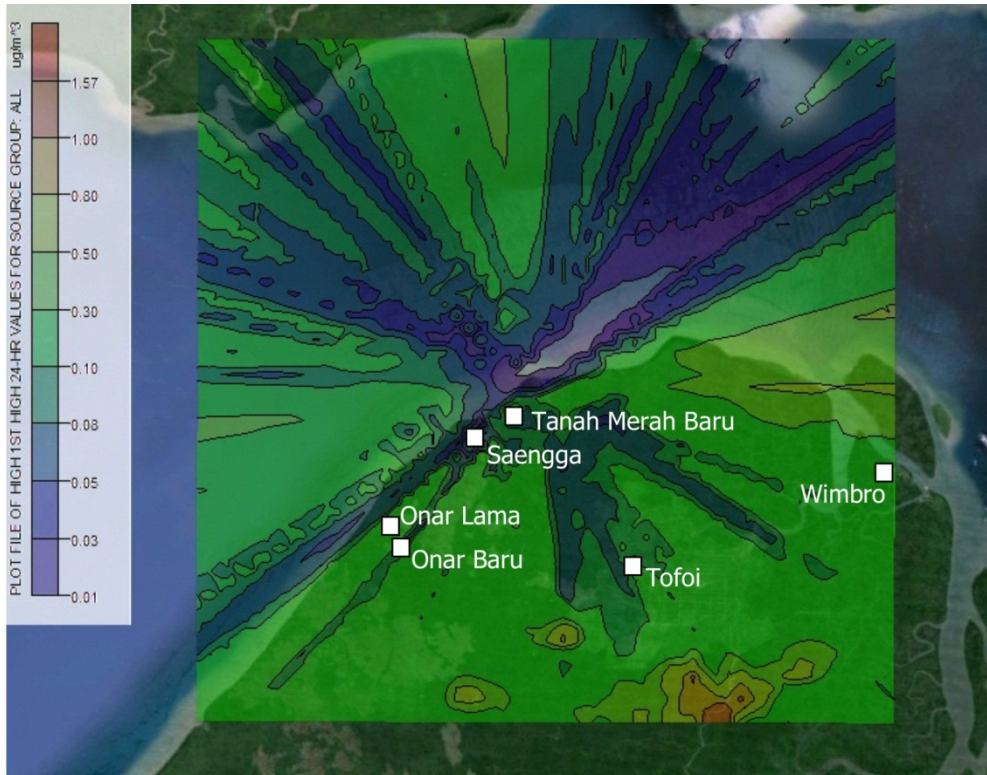 PLOT FILE OF HIGH 1ST HIGH 24-HR VALUES FOR SOURCE GROUP: ALL ug/m^3
1.57
1.00
0.80
0.50
0.30
0.10
0.08
0.05
0.03
0.01
Tanah Merah Baru
Saengga
Wimbro
Onar Lama
Onar Baru
Tofoi